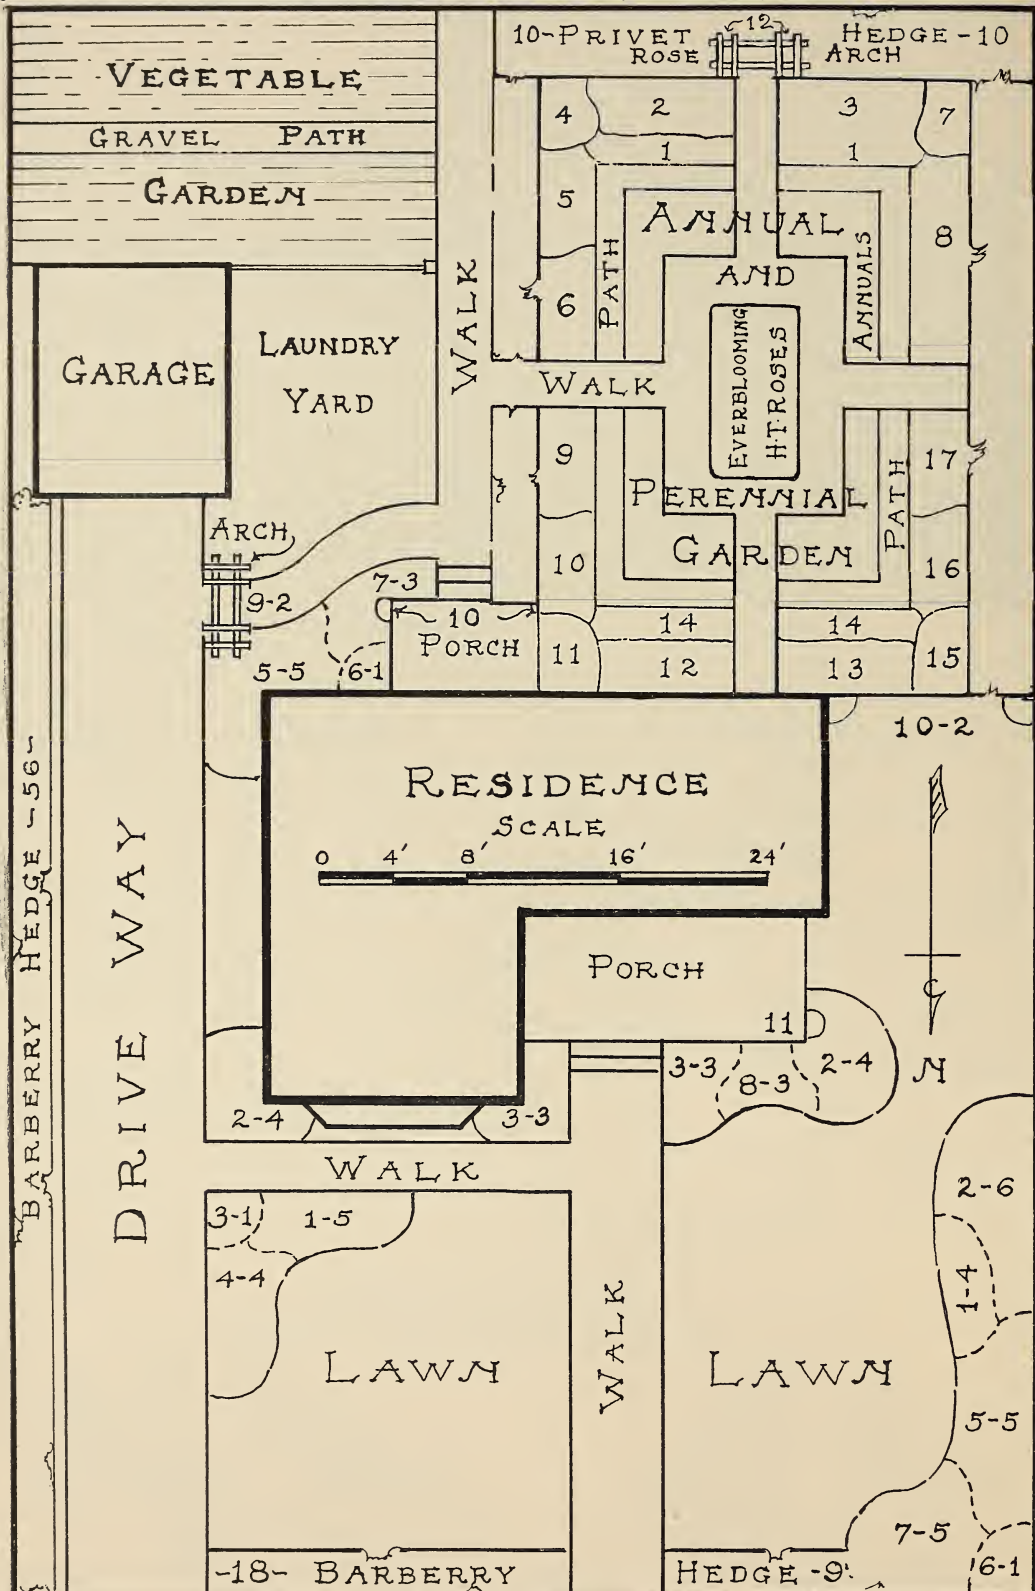 -12-
10-PRIVET HEDGE-10
ROSE ARCH
VEGETABLE
GRAVEL PATH
GARDEN
4 2 3 7
1 1
5
8
6
ANNUAL
AND
PATH
ANNUALS
WALK
EVERBLOOMING
H-T-ROSES
LAUNDRY
YARD
GARAGE
WALK
9
17
PERENNIAL
GARDEN
PATH
10
16
ARCH
9-2
7-3
10
PORCH
5-5
6-1
11
14
12
14
13
15
10-2
RESIDENCE
SCALE
0 4' 8' 16' 24'
BARBERRY HEDGE -56-
DRIVE WAY
PORCH
11
N
3-3
8-3
2-4
2-4
3-3
WALK
3-1
1-5
4-4
LAWN
WALK
LAWN
2-6
1-4
5-5
7-5
6-1
-18- BARBERRY HEDGE -9-